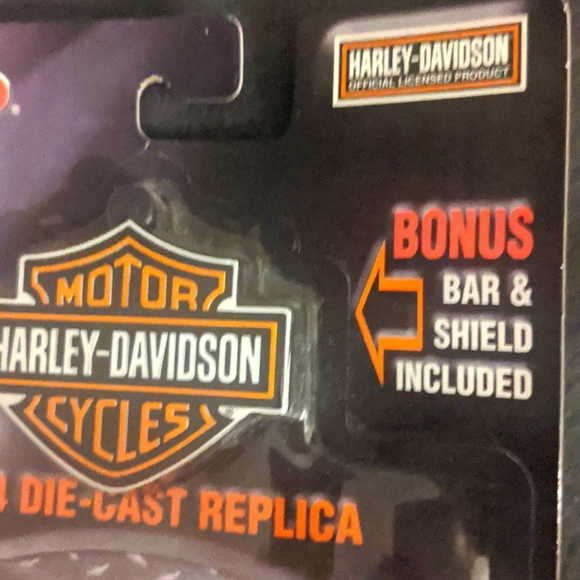 HARLEY-DAVIDSON
OFFICIAL LICENSED PRODUCT
BONUS
BAR &
SHIELD
INCLUDED
MOTOR
HARLEY-DAVIDSON
CYCLES
DIE-CAST REPLICA